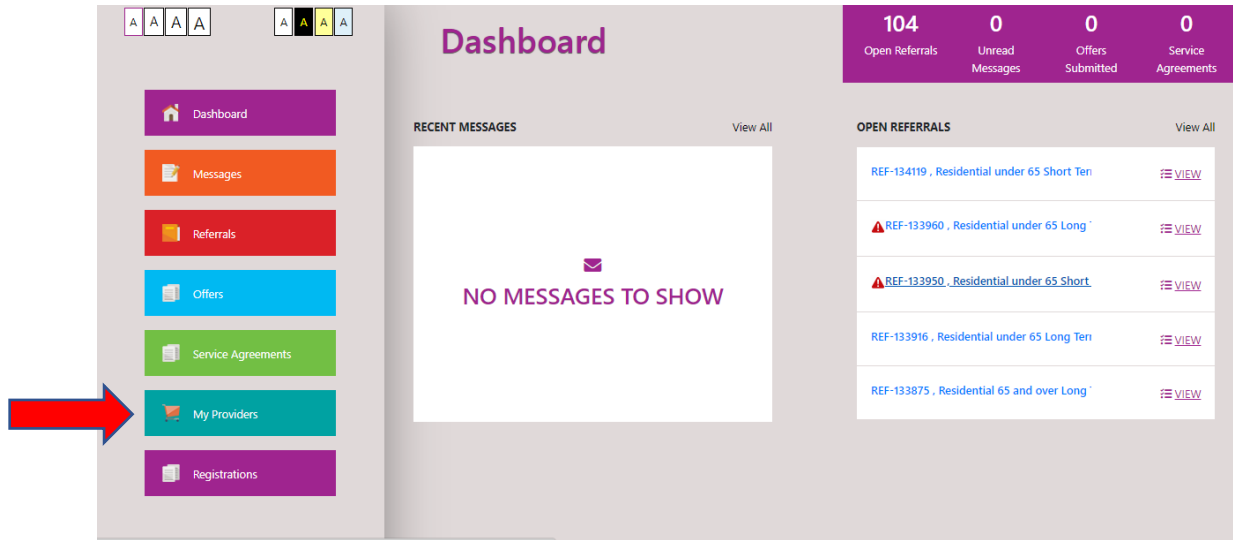 A A A A
A A A A
Dashboard
Messages
Referrals
Offers
Service Agreements
My Providers
Registrations
Dashboard
104
Open Referrals
0
Unread
Messages
0
Offers
Submitted
0
Service
Agreements
RECENT MESSAGES
View All
NO MESSAGES TO SHOW
OPEN REFERRALS
View All
REF-134119 , Residential under 65 Short Ter
VIEW
REF-133960 , Residential under 65 Long
VIEW
REF-133950 , Residential under 65 Short
VIEW
REF-133916 , Residential under 65 Long Ter
VIEW
REF-133875 , Residential 65 and over Long
VIEW